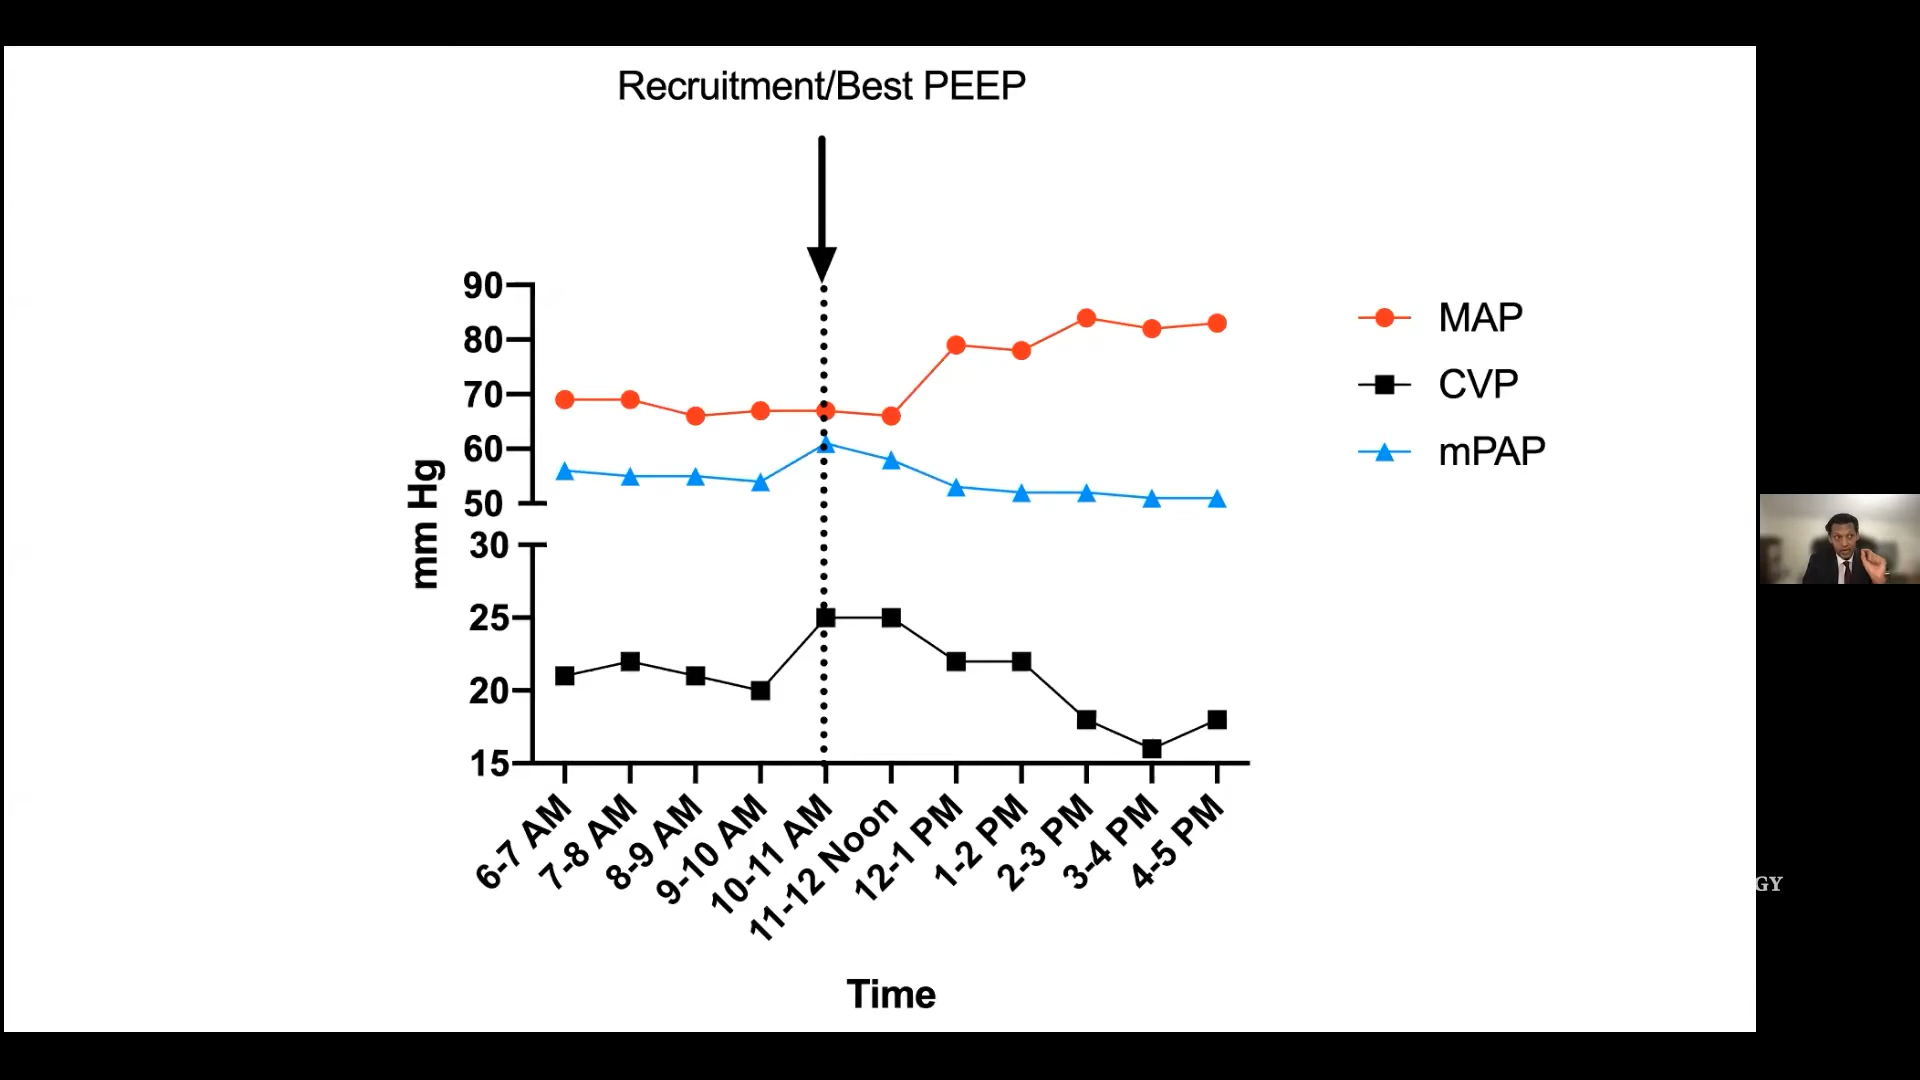 Recruitment/Best PEEP
90
80
70
60
50
30
25
20
15
mm Hg
MAP
CVP
mPAP
6-7 AM
7-8 AM
8-9 AM
9-10 AM
10-11 AM
11-12 Noon
12-1 PM
1-2 PM
2-3 PM
3-4 PM
4-5 PM
Time
GY